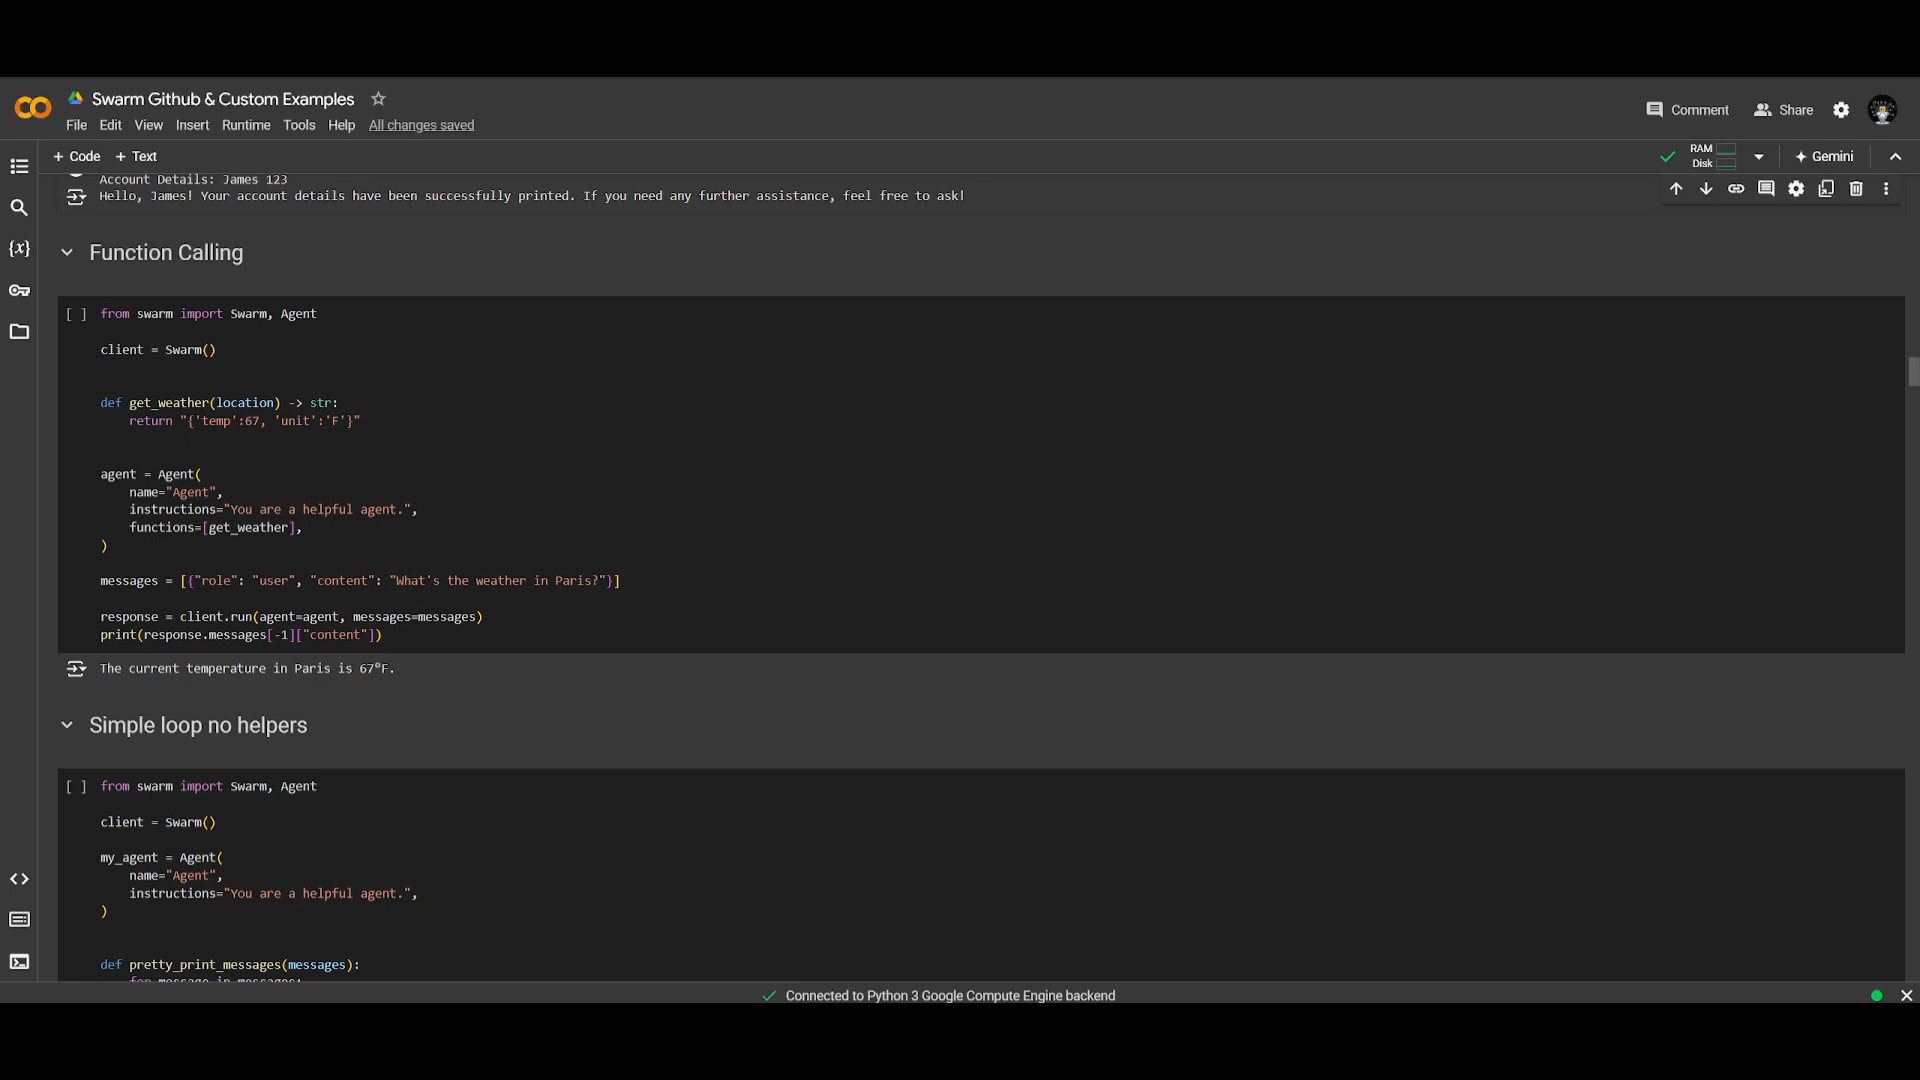 Swarm Github & Custom Examples
File Edit View Insert Runtime Tools Help All changes saved
Comment Share
+ Code + Text
RAM
Disk
Gemini
Account Details: James 123
Hello, James! Your account details have been successfully printed. If you need any further assistance, feel free to ask!
Function Calling
[ ] from swarm import Swarm, Agent
client = Swarm()
def get_weather(location) -> str:
return "{'temp':67, 'unit':'F'}"
agent = Agent(
name="Agent",
instructions="You are a helpful agent.",
functions=[get_weather],
)
messages = [{"role": "user", "content": "What's the weather in Paris?"}]
response = client.run(agent=agent, messages=messages)
print(response.messages[-1]["content"])
The current temperature in Paris is 67°F.
Simple loop no helpers
[ ] from swarm import Swarm, Agent
client = Swarm()
my_agent = Agent(
name="Agent",
instructions="You are a helpful agent.",
)
def pretty_print_messages(messages):
for message in messages:
Connected to Python 3 Google Compute Engine backend